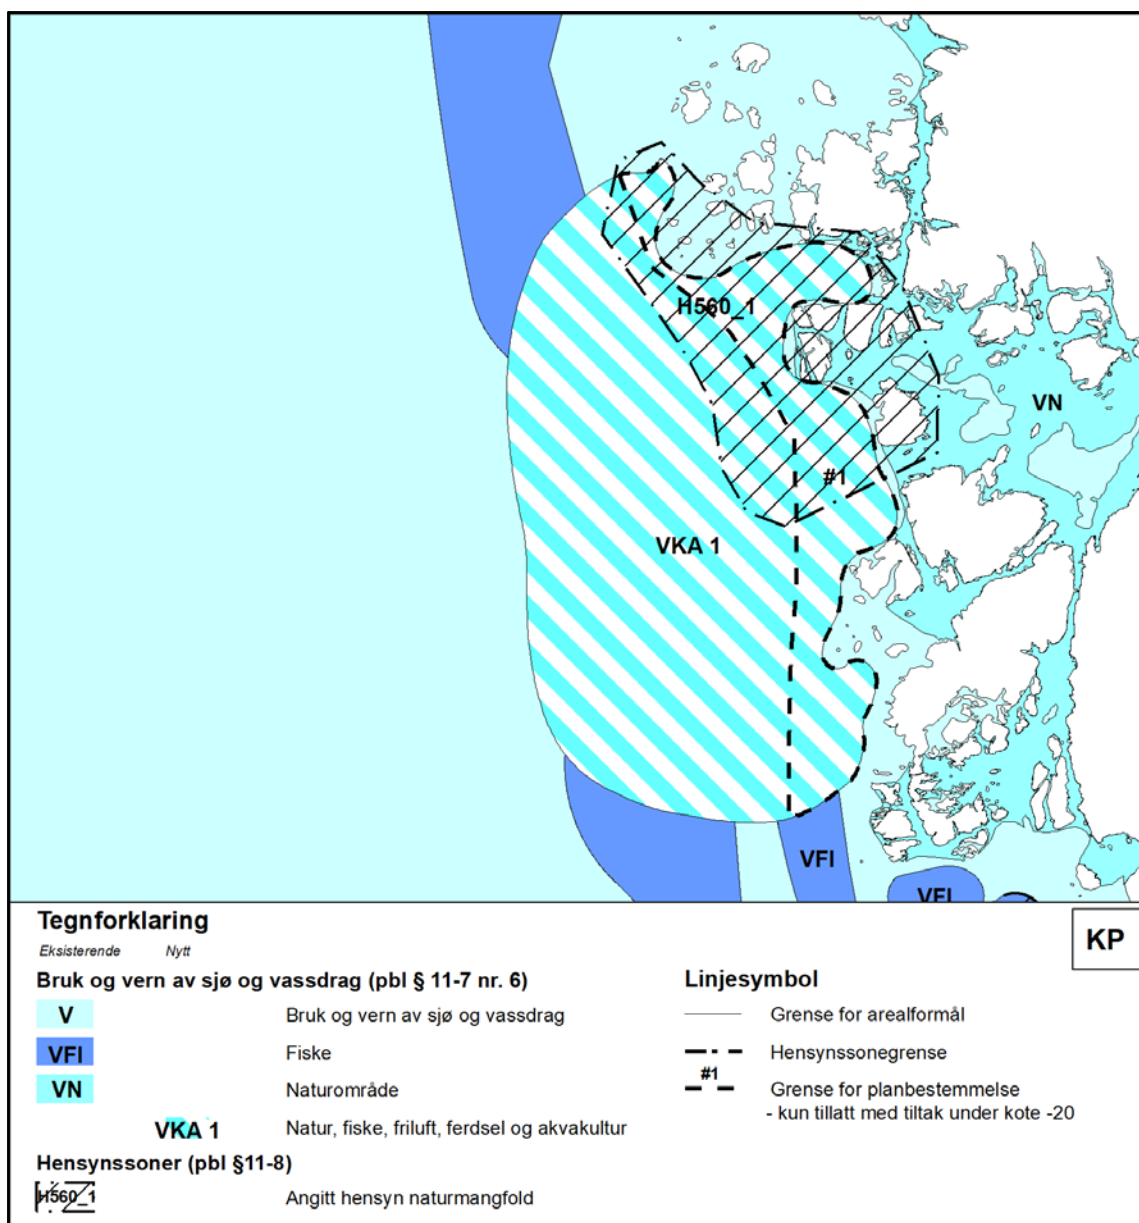 H560_1
VN
#1
VKA 1
VFI
VFI
Tegnforklaring
KP
Eksisterende Nytt
Bruk og vern av sjø og vassdrag (pbl § 11-7 nr. 6)
V Bruk og vern av sjø og vassdrag
VFI Fiske
VN Naturområde
VKA 1 Natur, fiske, friluft, ferdsel og akvakultur
Hensynssoner (pbl §11-8)
H560_1 Angitt hensyn naturmangfold
Linjesymbol
Grense for arealformål
Hensynssonegrense
#1 Grense for planbestemmelse
- kun tillatt med tiltak under kote -20